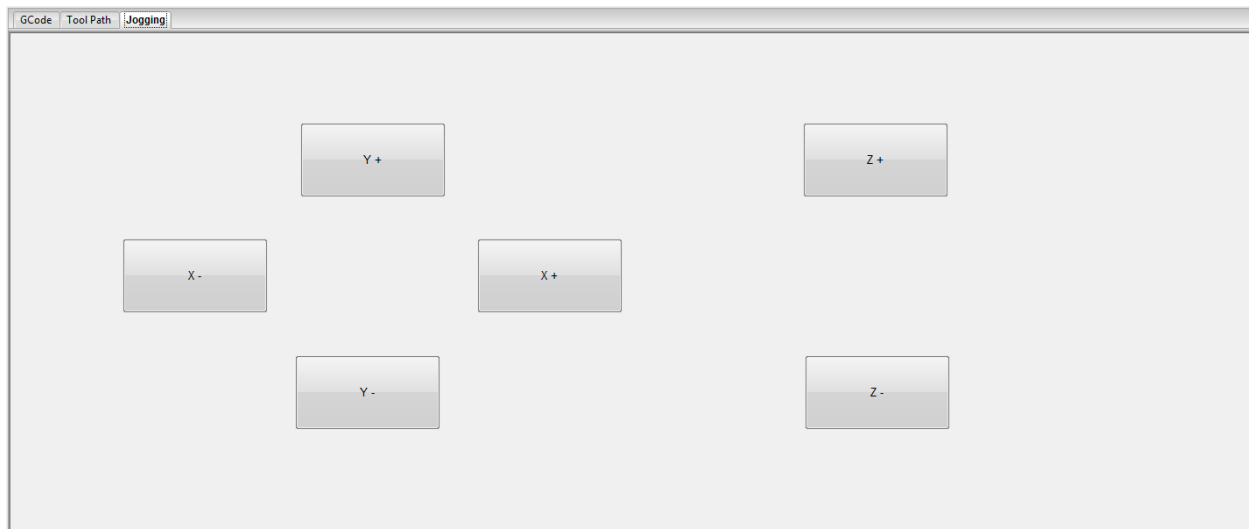 GCode Tool Path Jogging
Y + Z +
X - X +
Y - Z -